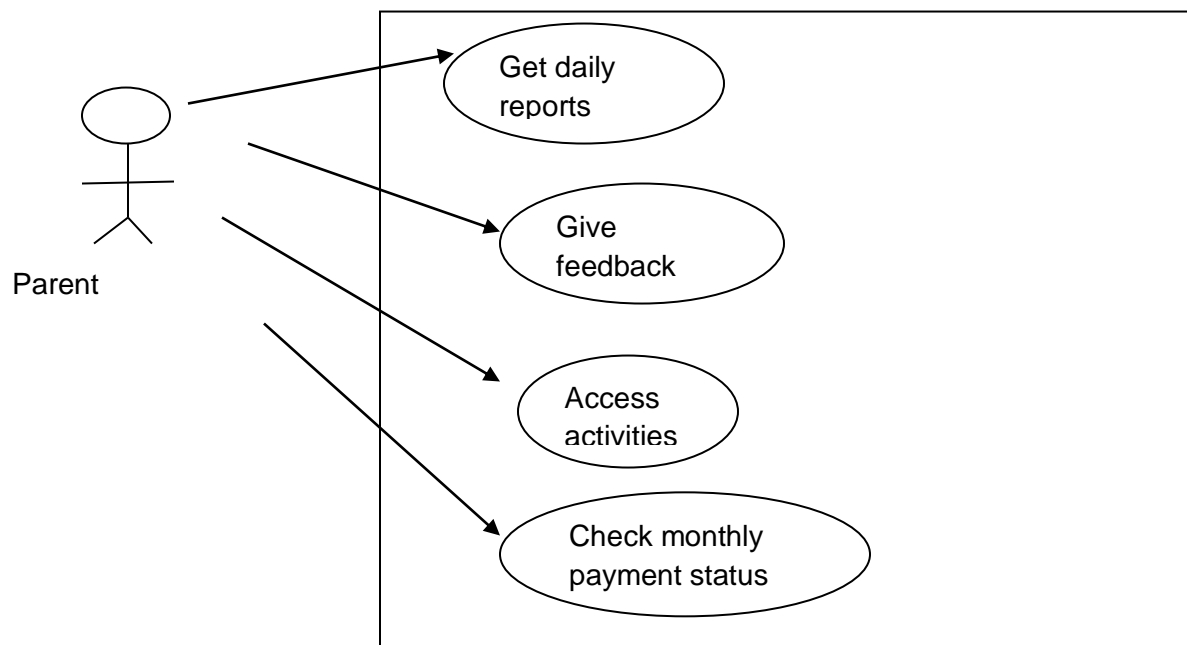 Get daily
reports
Give
feedback
Parent
Access
activities
Check monthly
payment status